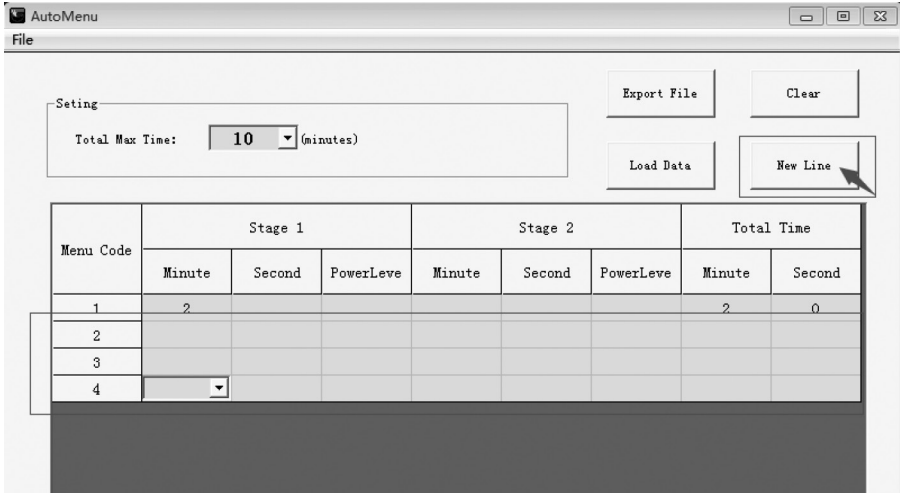 AutoMenu
File
Seting
Total Max Time: 10 (minutes)
Export File
Clear
Load Data
New Line
Menu Code
Stage 1
Stage 2
Total Time
Minute Second PowerLeve Minute Second PowerLeve Minute Second
1 2 2 0
2
3
4